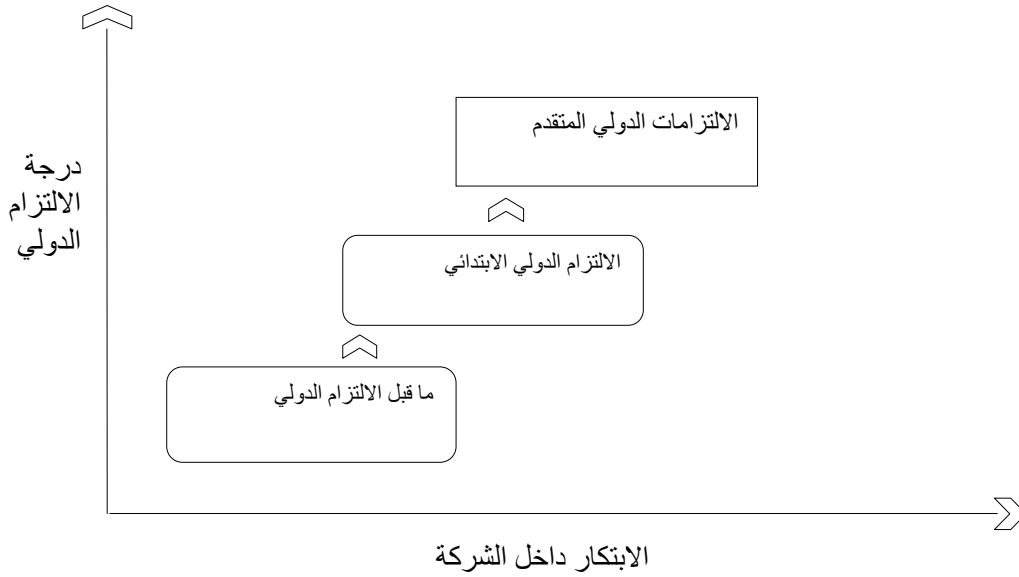 الالتزامات الدولي المتقدم
درجة
الالتزام
الدولي
الالتزام الدولي الابتدائي
ما قبل الالتزام الدولي
الابتكار داخل الشركة